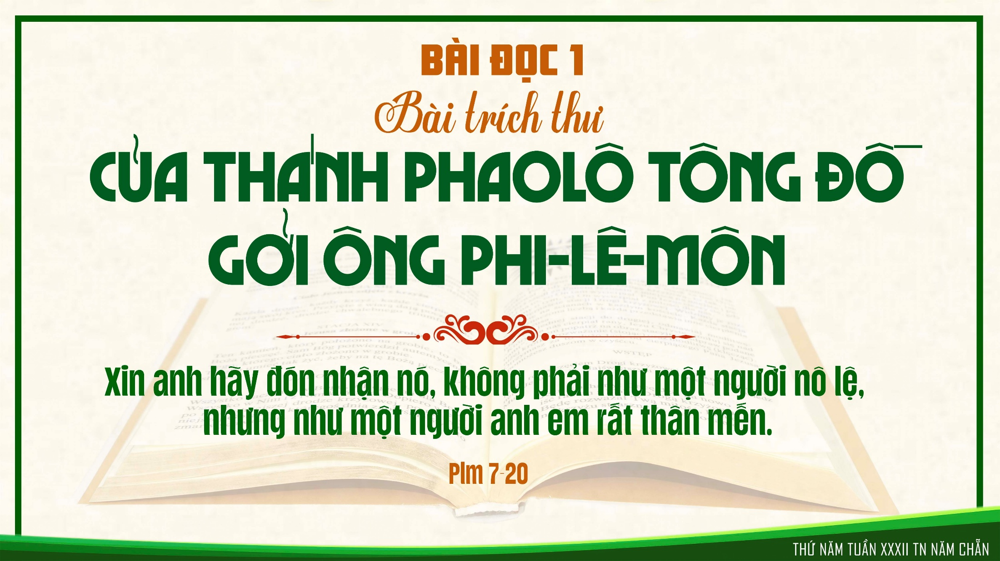 BÀI ĐỌC 1
Bài trích thư
CỦA THÁNH PHAOLÔ TÔNG ĐỒ
GỞI ÔNG PHI-LÊ-MÔN
Xin anh hãy đón nhận nó, không phải như một người nô lệ,
nhưng như một người anh em rất thân mến.
Plm 7-20
THỨ NĂM TUẦN XXXII TN NĂM CHẴN